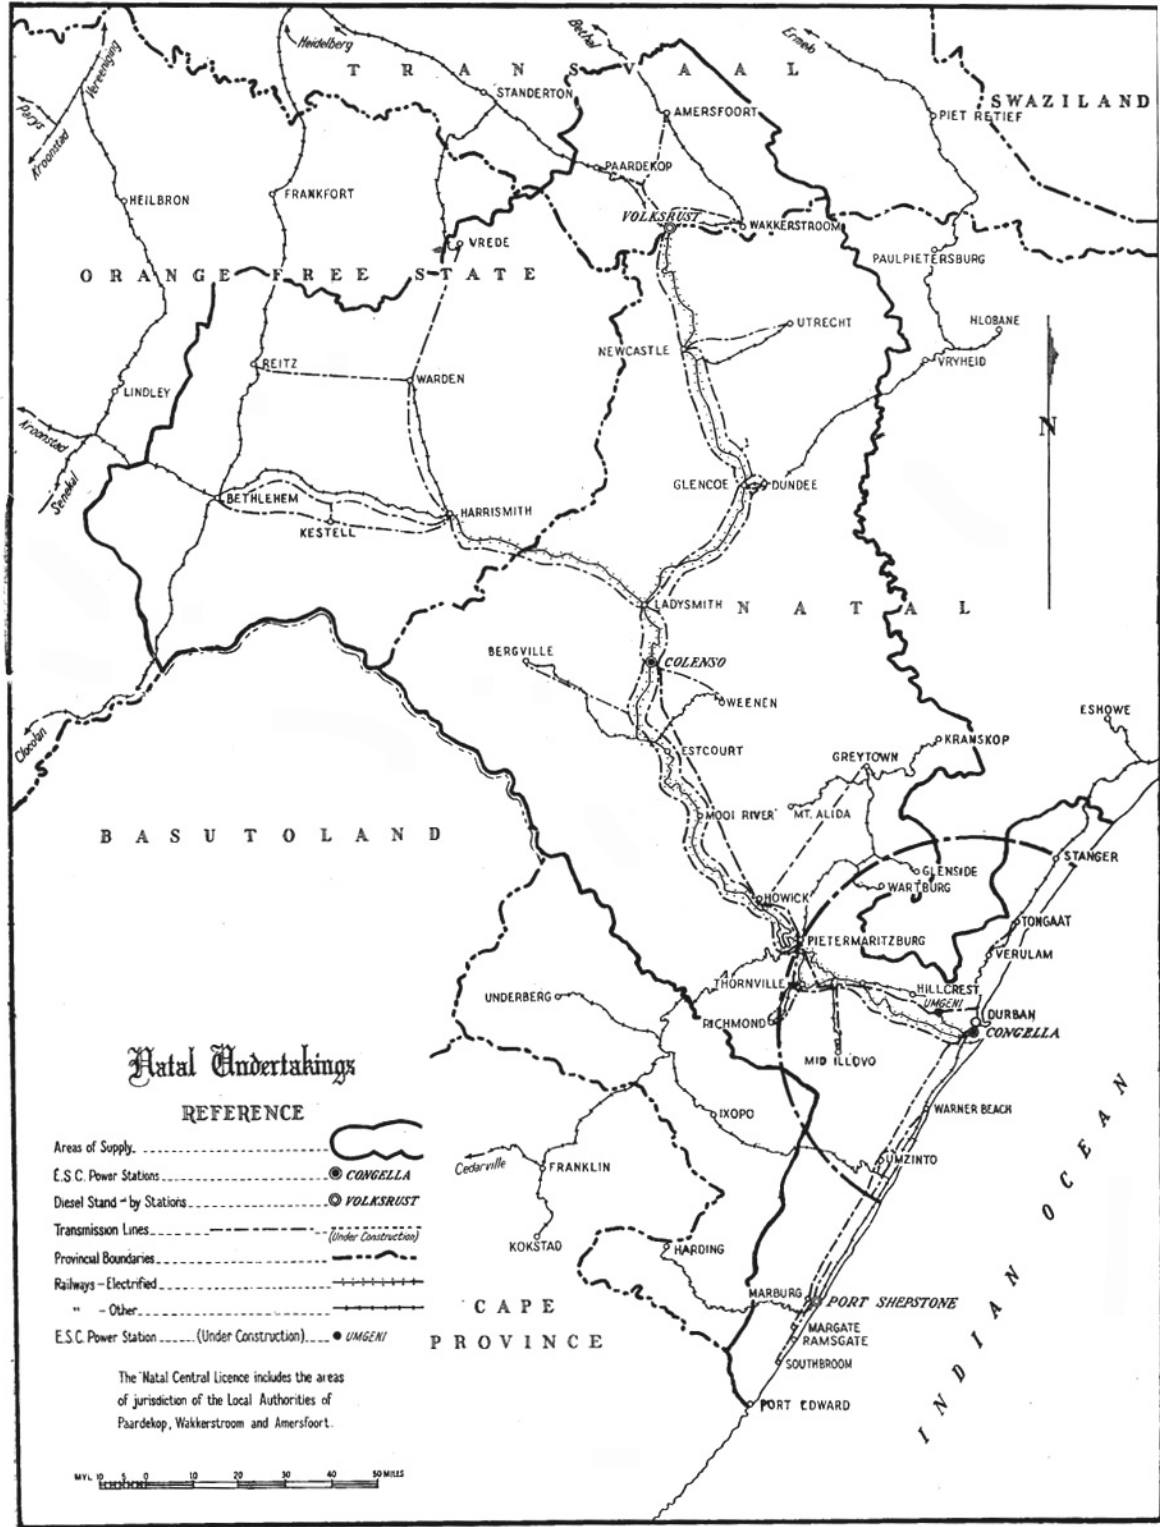 Bethal
Ermelo
Heidelberg
Vereeniging
TRANSVAAL
STANDERTON
SWAZILAND
Parys
Kroonstad
AMERSFOORT
PIET RETIEF
PAARDEKOP
HEILBRON
FRANKFORT
VOLKSRUST
WAKKERSTROOM
VREDE
PAULPIETERSBURG
ORANGE FREE STATE
UTRECHT
HLOBANE
NEWCASTLE
VRYHEID
REITZ
WARDEN
LINDLEY
Kroonstad
N
Senekal
GLENCOE
DUNDEE
BETHLEHEM
HARRISMITH
KESTELL
LADYSMITH
NATAL
BERGVILLE
COLENSO
WEENEN
ESHOWE
Clocolan
ESTCOURT
KRANSKOP
GREYTOWN
MOOI RIVER
MT. ALIDA
BASUTOLAND
STANGER
GLENSIDE
WARTBURG
HOWICK
TONGAAT
PIETERMARITZBURG
VERULAM
THORNVILLE
HILLCREST
UNDERBERG
UMGENI
RICHMOND
DURBAN
CONGELLA
MID ILLOVO
Natal Undertakings
REFERENCE
IXOPO
WARNER BEACH
Areas of Supply
E.S.C. Power Stations CONGELLA
Cedarville
FRANKLIN
UMZINTO
Diesel Stand-by Stations VOLKSRUST
Transmission Lines (Under Construction)
INDIAN OCEAN
KOKSTAD
HARDING
Provincial Boundaries
Railways - Electrified
" - Other
MARBURG
PORT SHEPSTONE
CAPE
PROVINCE
MARGATE
RAMSGATE
E.S.C. Power Station (Under Construction) UMGENI
SOUTHBROOM
The Natal Central Licence includes the areas
of jurisdiction of the Local Authorities of
Paardekop, Wakkerstroom and Amersfoort.
PORT EDWARD
MYL 10 5 0 10 20 30 40 50 MILES